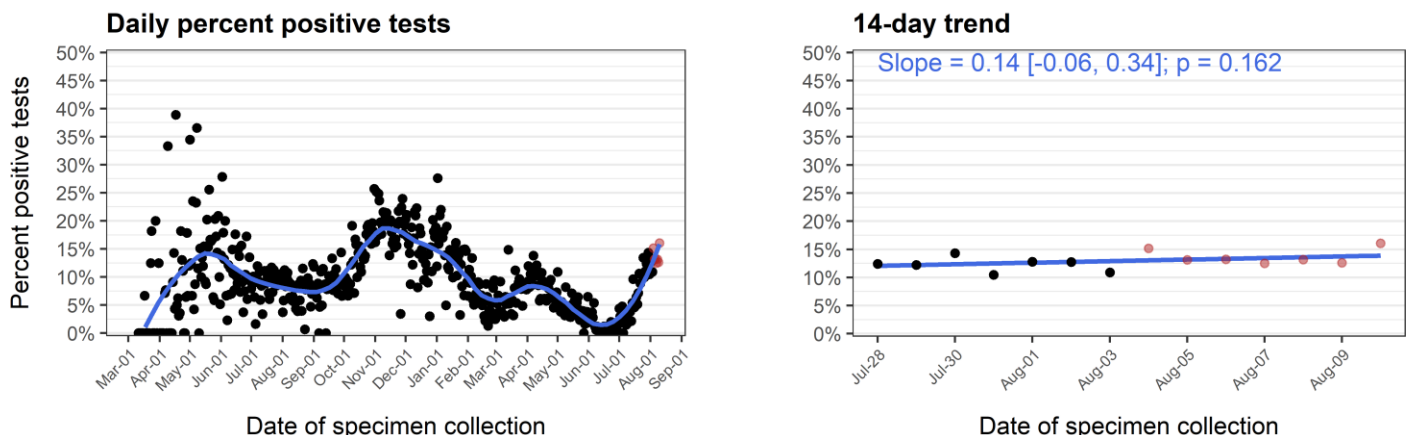 Daily percent positive tests
Percent positive tests
50%
45%
40%
35%
30%
25%
20%
15%
10%
5%
0%
Mar-01 Apr-01 May-01 Jun-01 Jul-01 Aug-01 Sep-01 Oct-01 Nov-01 Dec-01 Jan-01 Feb-01 Mar-01 Apr-01 May-01 Jun-01 Jul-01 Aug-01 Sep-01
Date of specimen collection
14-day trend
Slope = 0.14 [-0.06, 0.34]; p = 0.162
50%
45%
40%
35%
30%
25%
20%
15%
10%
5%
0%
Jul-28 Jul-30 Aug-01 Aug-03 Aug-05 Aug-07 Aug-09
Date of specimen collection